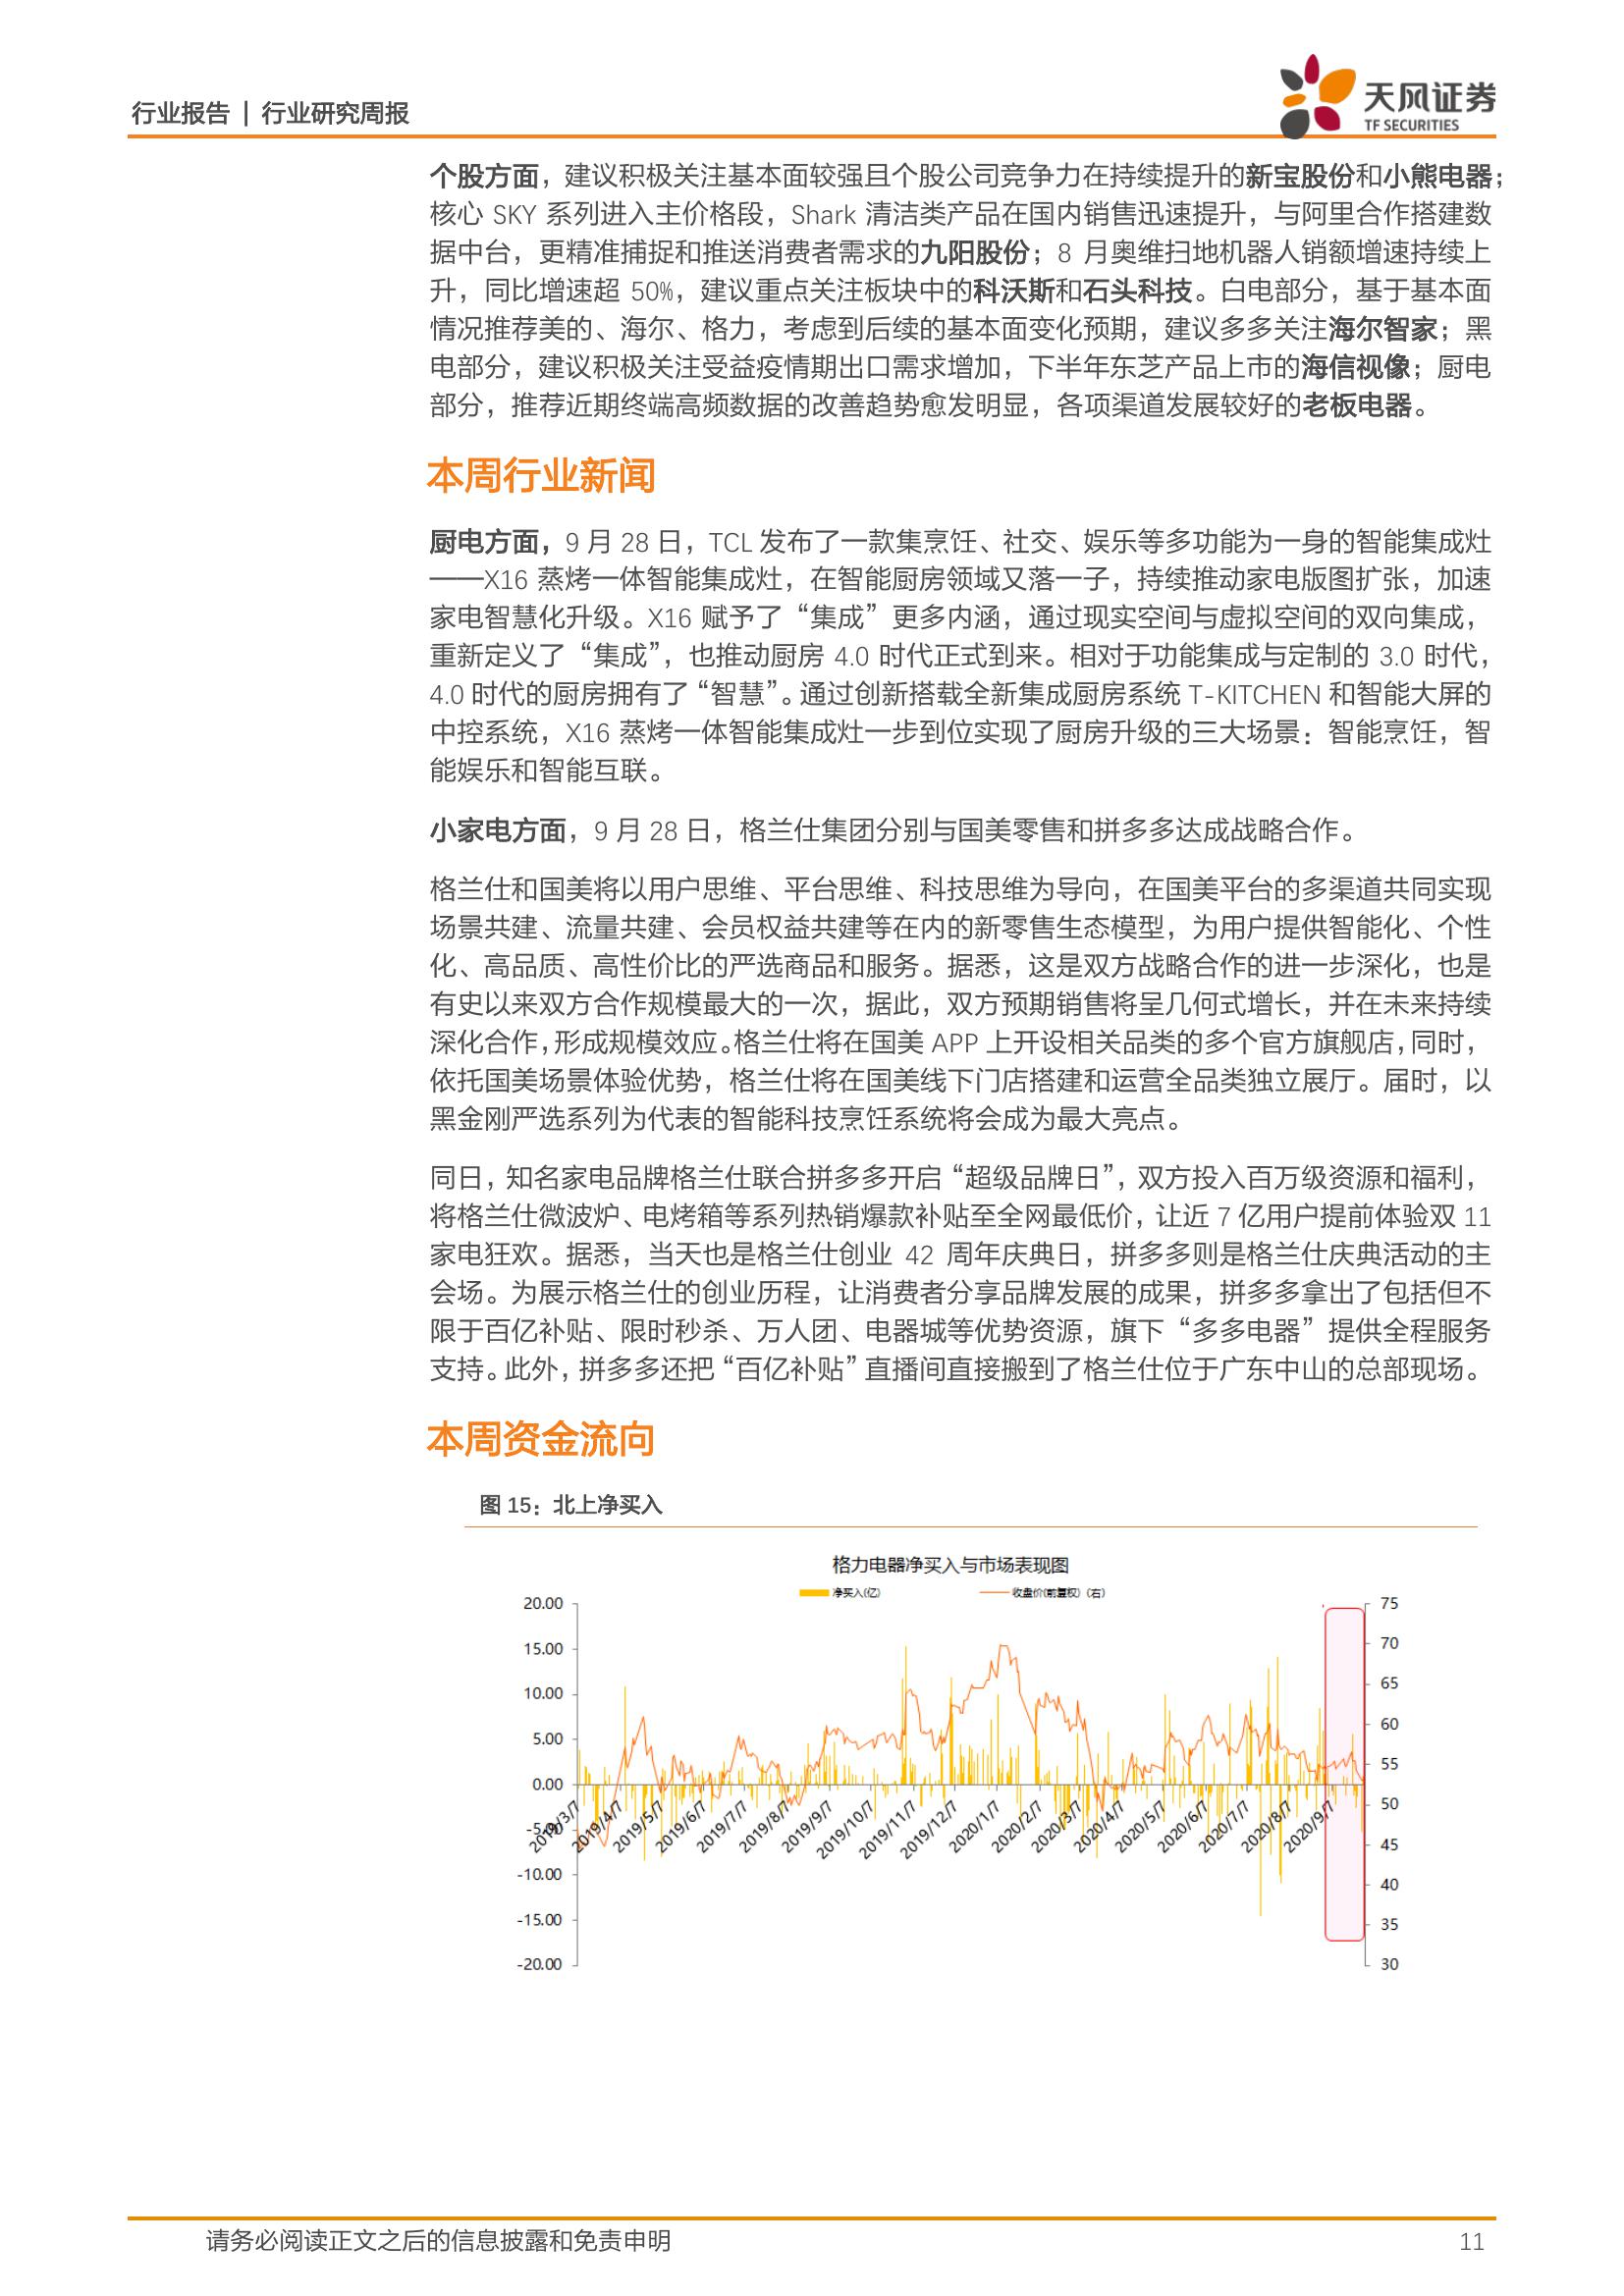 行业报告 | 行业研究周报
天风证券
TF SECURITIES
个股方面，建议积极关注基本面较强且个股公司竞争力在持续提升的新宝股份和小熊电器；
核心 SKY 系列进入主价格段，Shark 清洁类产品在国内销售迅速提升，与阿里合作搭建数
据中台，更精准捕捉和推送消费者需求的九阳股份；8 月奥维扫地机器人销额增速持续上
升，同比增速超 50%，建议重点关注板块中的科沃斯和石头科技。白电部分，基于基本面
情况推荐美的、海尔、格力，考虑到后续的基本面变化预期，建议多多关注海尔智家；黑
电部分，建议积极关注受益疫情期出口需求增加，下半年东芝产品上市的海信视像；厨电
部分，推荐近期终端高频数据的改善趋势愈发明显，各项渠道发展较好的老板电器。
本周行业新闻
厨电方面，9 月 28 日，TCL 发布了一款集烹饪、社交、娱乐等多功能为一身的智能集成灶
——X16 蒸烤一体智能集成灶，在智能厨房领域又落一子，持续推动家电版图扩张，加速
家电智慧化升级。X16 赋予了“集成”更多内涵，通过现实空间与虚拟空间的双向集成，
重新定义了“集成”，也推动厨房 4.0 时代正式到来。相对于功能集成与定制的 3.0 时代，
4.0 时代的厨房拥有了“智慧”。通过创新搭载全新集成厨房系统 T-KITCHEN 和智能大屏的
中控系统，X16 蒸烤一体智能集成灶一步到位实现了厨房升级的三大场景：智能烹饪，智
能娱乐和智能互联。
小家电方面，9 月 28 日，格兰仕集团分别与国美零售和拼多多达成战略合作。
格兰仕和国美将以用户思维、平台思维、科技思维为导向，在国美平台的多渠道共同实现
场景共建、流量共建、会员权益共建等在内的新零售生态模型，为用户提供智能化、个性
化、高品质、高性价比的严选商品和服务。据悉，这是双方战略合作的进一步深化，也是
有史以来双方合作规模最大的一次，据此，双方预期销售将呈几何式增长，并在未来持续
深化合作，形成规模效应。格兰仕将在国美 APP 上开设相关品类的多个官方旗舰店，同时，
依托国美场景体验优势，格兰仕将在国美线下门店搭建和运营全品类独立展厅。届时，以
黑金刚严选系列为代表的智能科技烹饪系统将会成为最大亮点。
同日，知名家电品牌格兰仕联合拼多多开启“超级品牌日”，双方投入百万级资源和福利，
将格兰仕微波炉、电烤箱等系列热销爆款补贴至全网最低价，让近 7 亿用户提前体验双 11
家电狂欢。据悉，当天也是格兰仕创业 42 周年庆典日，拼多多则是格兰仕庆典活动的主
会场。为展示格兰仕的创业历程，让消费者分享品牌发展的成果，拼多多拿出了包括但不
限于百亿补贴、限时秒杀、万人团、电器城等优势资源，旗下“多多电器”提供全程服务
支持。此外，拼多多还把“百亿补贴”直播间直接搬到了格兰仕位于广东中山的总部现场。
本周资金流向
图 15：北上净买入
格力电器净买入与市场表现图
净买入(亿) 收盘价(前复权)（右）
20.00 75
15.00 70
10.00 65
5.00 60
0.00 55
-5.00 50
-10.00 45
-15.00 40
-20.00 35
30
2019/3/7 2019/4/7 2019/5/7 2019/6/7 2019/7/7 2019/8/7 2019/9/7 2019/10/7 2019/11/7 2019/12/7 2020/1/7 2020/2/7 2020/3/7 2020/4/7 2020/5/7 2020/6/7 2020/7/7 2020/8/7 2020/9/7
请务必阅读正文之后的信息披露和免责申明 11